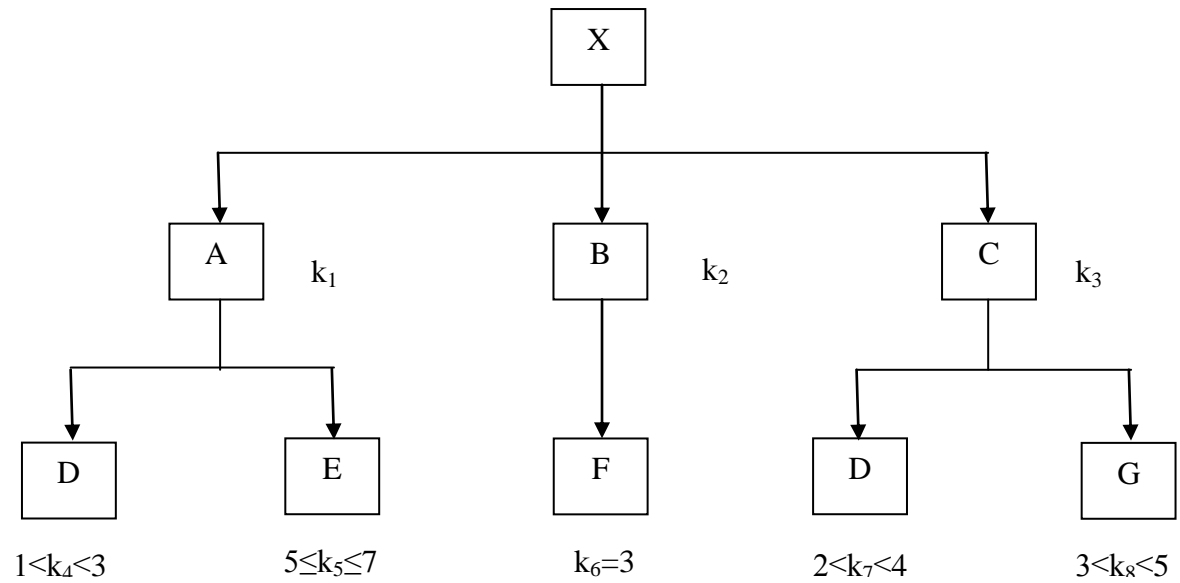 X
A k₁ B k₂ C k₃
D E F D G
1<k₄<3 5≤k₅≤7 k₆=3 2<k₇<4 3<k₈<5